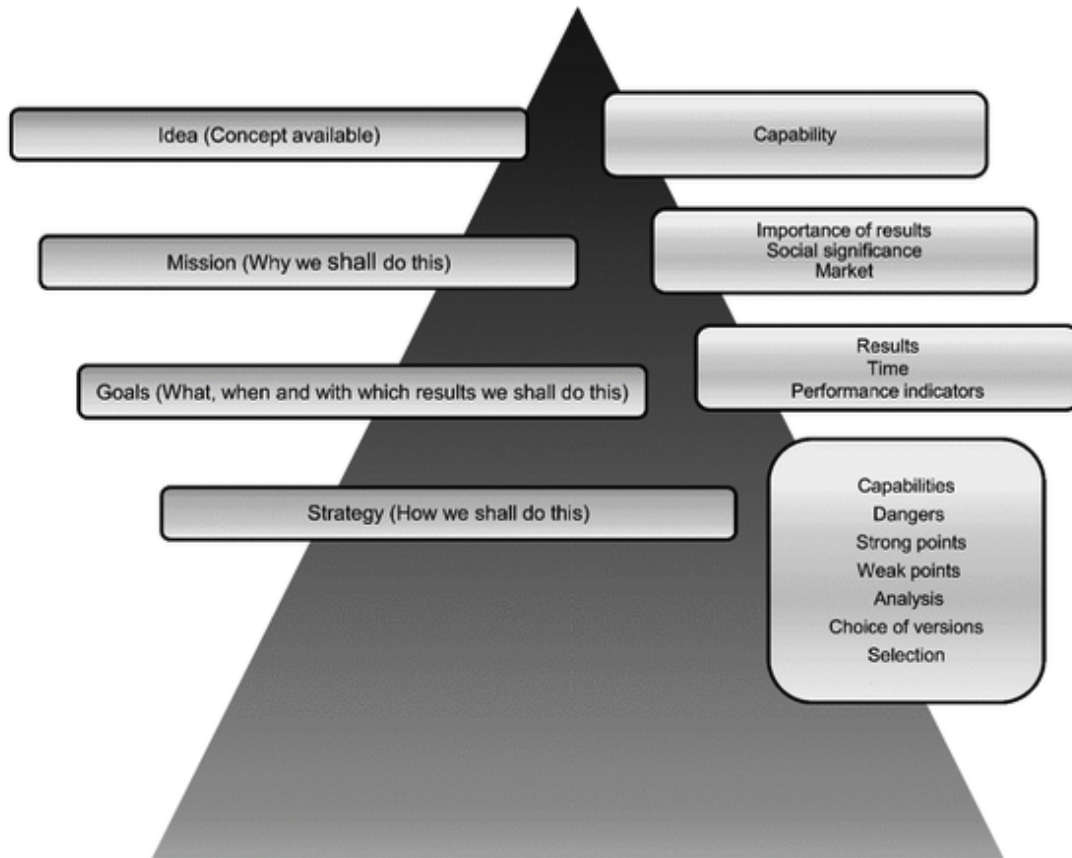 Idea (Concept available)
Capability
Mission (Why we shall do this)
Importance of results
Social significance
Market
Goals (What, when and with which results we shall do this)
Results
Time
Performance indicators
Strategy (How we shall do this)
Capabilities
Dangers
Strong points
Weak points
Analysis
Choice of versions
Selection